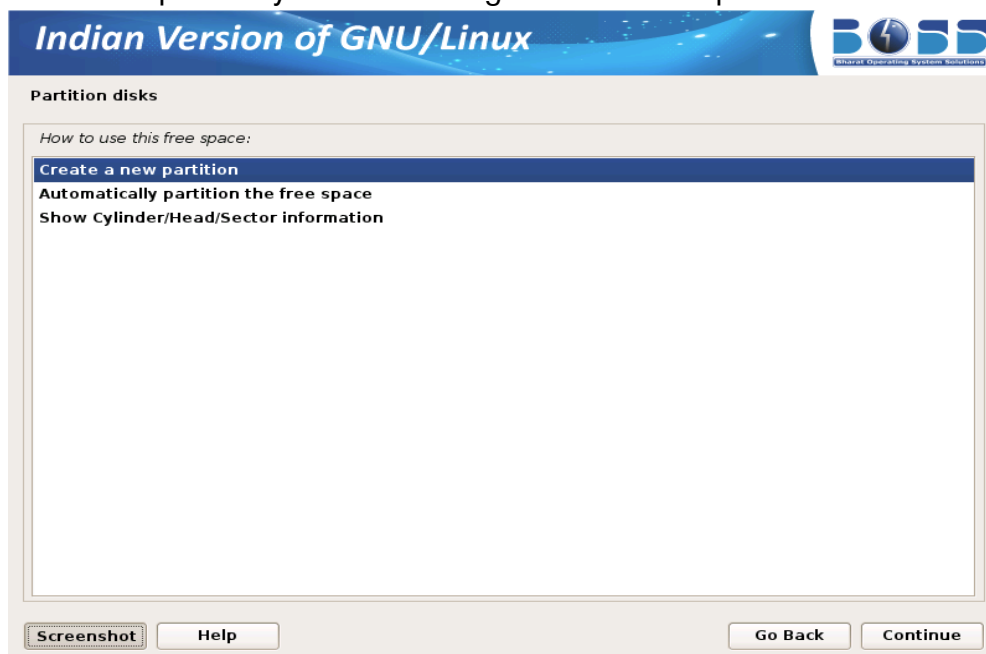 Indian Version of GNU/Linux
BOSS
Bharat Operating System Solutions
Partition disks
How to use this free space:
Create a new partition
Automatically partition the free space
Show Cylinder/Head/Sector information
Screenshot Help Go Back Continue